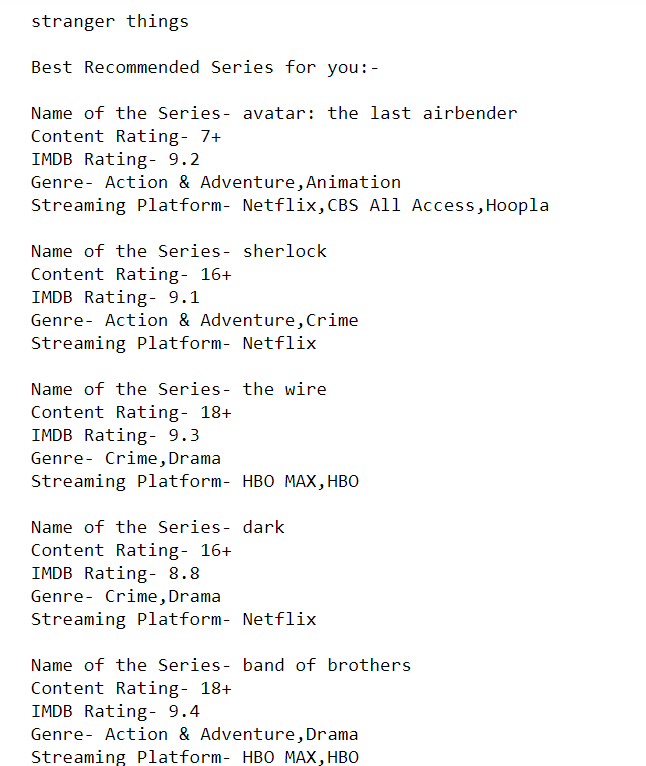 stranger things
Best Recommended Series for you:-
Name of the Series- avatar: the last airbender
Content Rating- 7+
IMDB Rating- 9.2
Genre- Action & Adventure,Animation
Streaming Platform- Netflix,CBS All Access,Hoopla
Name of the Series- sherlock
Content Rating- 16+
IMDB Rating- 9.1
Genre- Action & Adventure,Crime
Streaming Platform- Netflix
Name of the Series- the wire
Content Rating- 18+
IMDB Rating- 9.3
Genre- Crime,Drama
Streaming Platform- HBO MAX,HBO
Name of the Series- dark
Content Rating- 16+
IMDB Rating- 8.8
Genre- Crime,Drama
Streaming Platform- Netflix
Name of the Series- band of brothers
Content Rating- 18+
IMDB Rating- 9.4
Genre- Action & Adventure,Drama
Streaming Platform- HBO MAX,HBO